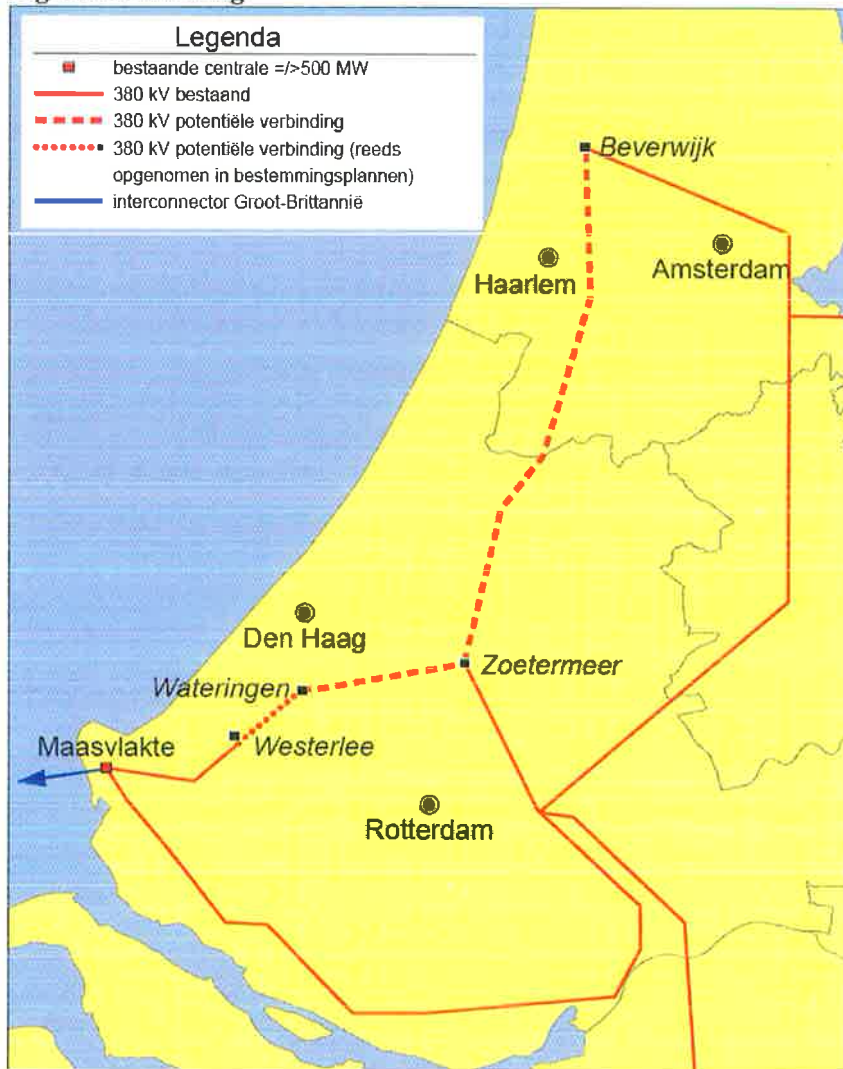 Legenda
bestaande centrale =/>500 MW
380 kV bestaand
380 kV potentiële verbinding
380 kV potentiële verbinding (reeds
opgenomen in bestemmingsplannen)
interconnector Groot-Brittannië
Beverwijk
Haarlem
Amsterdam
Den Haag
Zoetermeer
Wateringen
Westerlee
Maasvlakte
Rotterdam